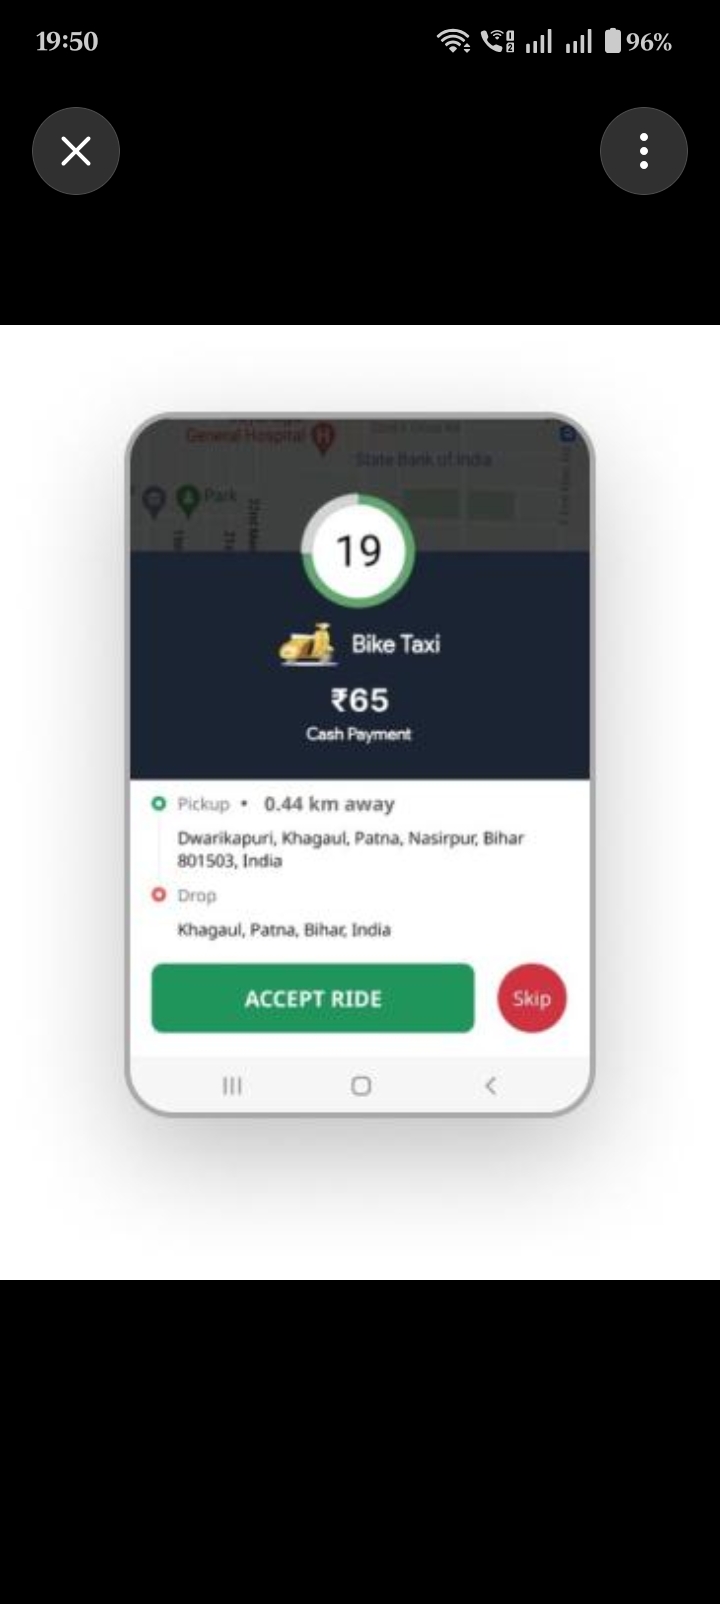 19:50
96%
General Hospital
State Bank of India
Park
19
Bike Taxi
₹65
Cash Payment
Pickup • 0.44 km away
Dwarikapuri, Khagaul, Patna, Nasirpur, Bihar
801503, India
Drop
Khagaul, Patna, Bihar, India
ACCEPT RIDE
Skip